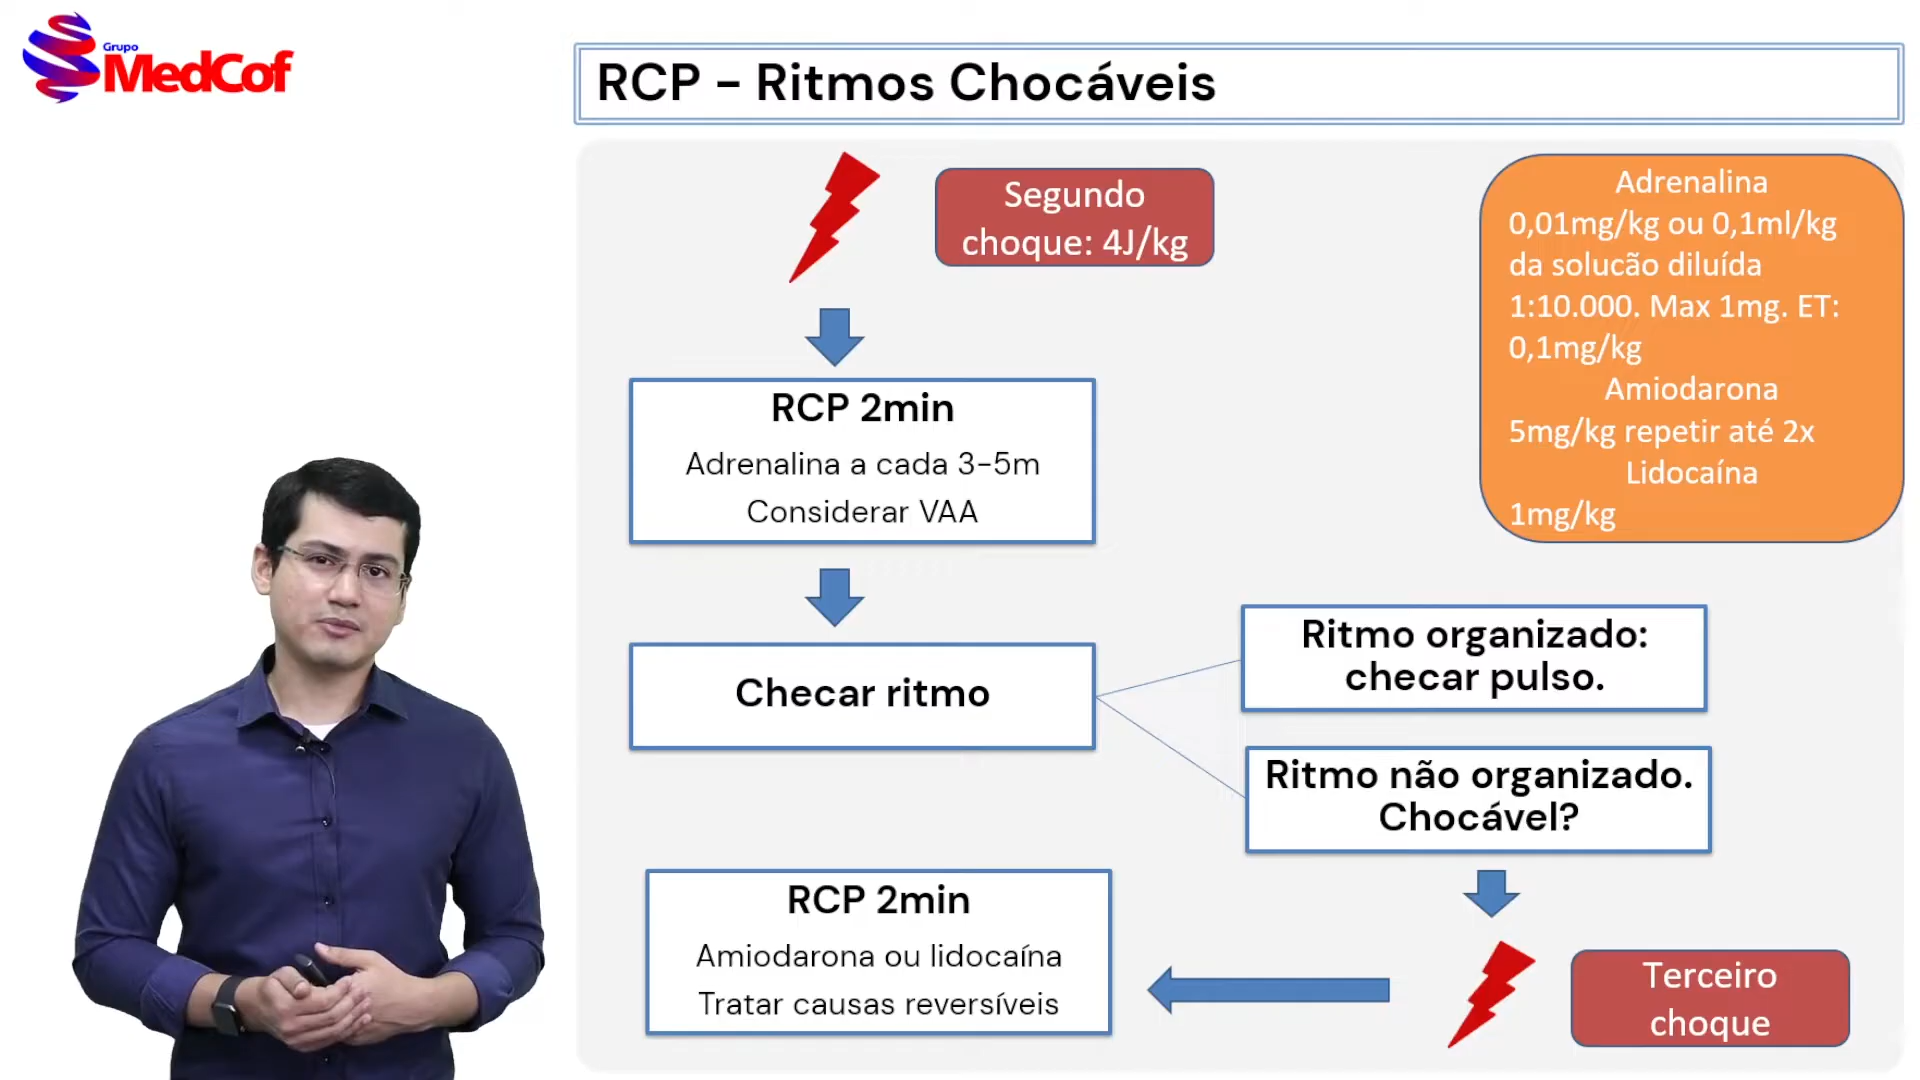 Grupo
MedCof
RCP - Ritmos Chocáveis
Segundo
choque: 4J/kg
Adrenalina
0,01mg/kg ou 0,1ml/kg
da solucão diluída
1:10.000. Max 1mg. ET:
0,1mg/kg
Amiodarona
5mg/kg repetir até 2x
Lidocaína
1mg/kg
RCP 2min
Adrenalina a cada 3-5m
Considerar VAA
Checar ritmo
Ritmo organizado:
checar pulso.
Ritmo não organizado.
Chocável?
Terceiro
choque
RCP 2min
Amiodarona ou lidocaína
Tratar causas reversíveis